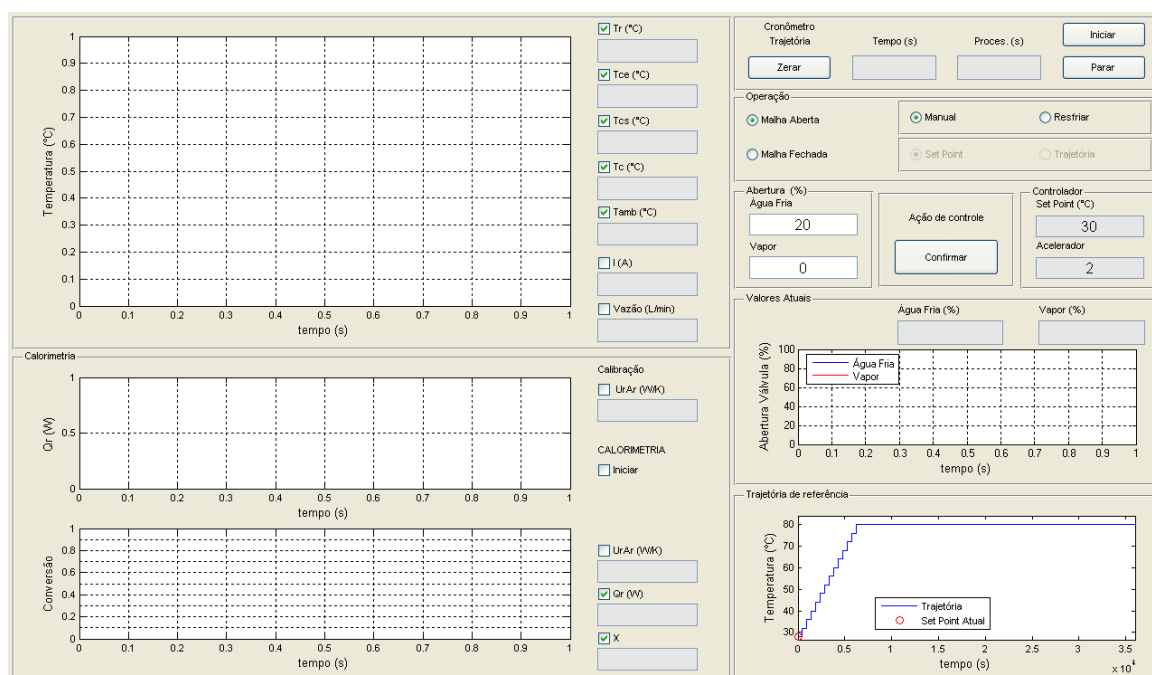 Temperatura (°C)
1
0.9
0.8
0.7
0.6
0.5
0.4
0.3
0.2
0.1
0
0 0.1 0.2 0.3 0.4 0.5 0.6 0.7 0.8 0.9 1
tempo (s)
Tr (°C)
Tce (°C)
Tcs (°C)
Tc (°C)
Tamb (°C)
I (A)
Vazão (L/min)
Calorimetria
Qr (W)
1
0.5
0
0 0.1 0.2 0.3 0.4 0.5 0.6 0.7 0.8 0.9 1
tempo (s)
Conversão
1
0.8
0.6
0.4
0.2
0
0 0.1 0.2 0.3 0.4 0.5 0.6 0.7 0.8 0.9 1
tempo (s)
Calibração
UrAr (W/K)
CALORIMETRIA
Iniciar
UrAr (W/K)
Qr (W)
X
Cronômetro
Trajetória
Tempo (s)
Proces. (s)
Iniciar
Zerar
Parar
Operação
Malha Aberta
Manual
Resfriar
Malha Fechada
Set Point
Trajetória
Abertura (%)
Água Fria
20
Vapor
0
Ação de controle
Confirmar
Controlador
Set Point (°C)
30
Acelerador
2
Valores Atuais
Água Fria (%)
Vapor (%)
Abertura Válvula (%)
100
80
60
40
20
0
Água Fria
Vapor
0 0.1 0.2 0.3 0.4 0.5 0.6 0.7 0.8 0.9 1
tempo (s)
Trajetória de referência
Temperatura (°C)
80
70
60
50
40
30
Trajetória
Set Point Atual
0 0.5 1 1.5 2 2.5 3 3.5
tempo (s)
x 10⁴